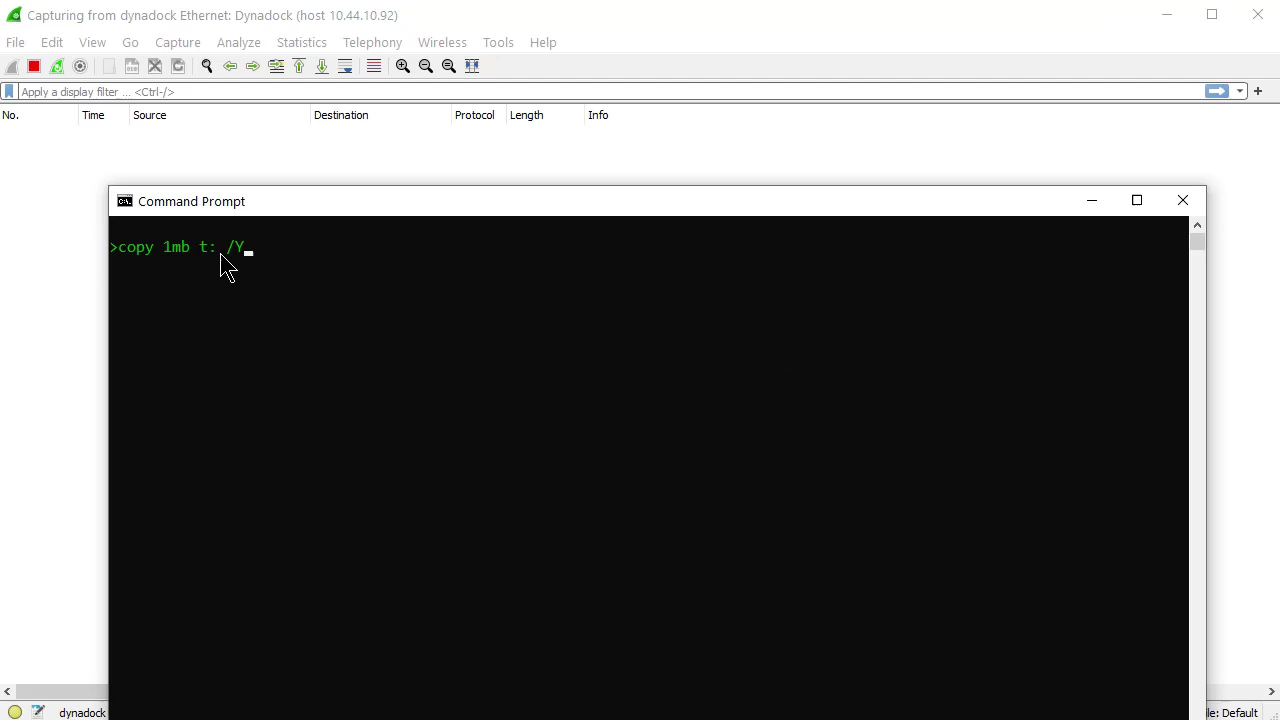 Capturing from dynadock Ethernet: Dynadock (host 10.44.10.92)
File Edit View Go Capture Analyze Statistics Telephony Wireless Tools Help
Apply a display filter ... <Ctrl-/>
No. Time Source Destination Protocol Length Info
Command Prompt
>copy 1mb t: /Y
dynadock
le: Default